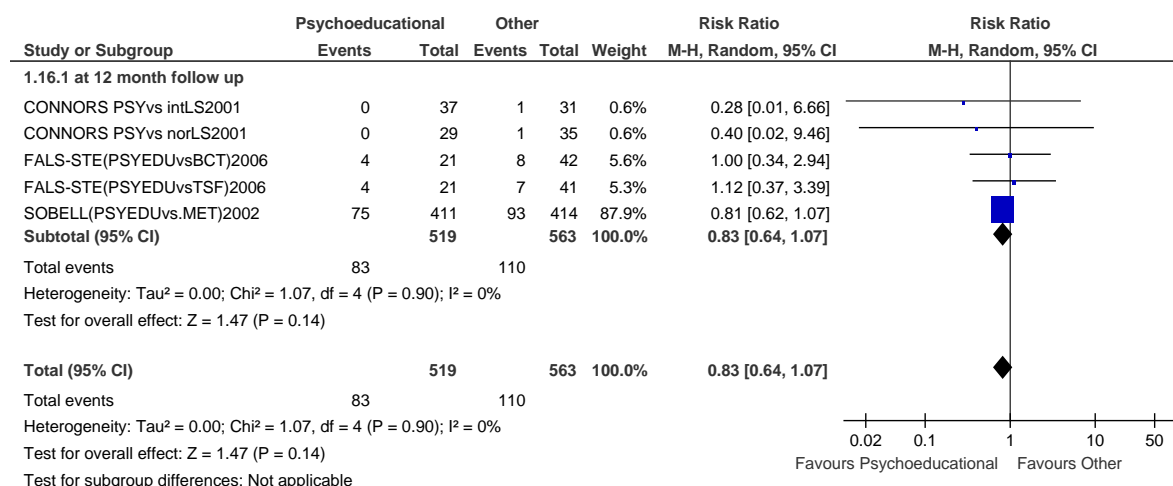 Psychoeducational Other Risk Ratio Risk Ratio
Study or Subgroup Events Total Events Total Weight M-H, Random, 95% CI M-H, Random, 95% CI
1.16.1 at 12 month follow up
CONNORS PSYvs intLS2001 0 37 1 31 0.6% 0.28 [0.01, 6.66]
CONNORS PSYvs norLS2001 0 29 1 35 0.6% 0.40 [0.02, 9.46]
FALS-STE(PSYEDUvsBCT)2006 4 21 8 42 5.6% 1.00 [0.34, 2.94]
FALS-STE(PSYEDUvsTSF)2006 4 21 7 41 5.3% 1.12 [0.37, 3.39]
SOBELL(PSYEDUvs.MET)2002 75 411 93 414 87.9% 0.81 [0.62, 1.07]
Subtotal (95% CI) 519 563 100.0% 0.83 [0.64, 1.07]
Total events 83 110
Heterogeneity: Tau² = 0.00; Chi² = 1.07, df = 4 (P = 0.90); I² = 0%
Test for overall effect: Z = 1.47 (P = 0.14)
Total (95% CI) 519 563 100.0% 0.83 [0.64, 1.07]
Total events 83 110
Heterogeneity: Tau² = 0.00; Chi² = 1.07, df = 4 (P = 0.90); I² = 0%
Test for overall effect: Z = 1.47 (P = 0.14)
Test for subgroup differences: Not applicable
0.02 0.1 1 10 50
Favours Psychoeducational Favours Other